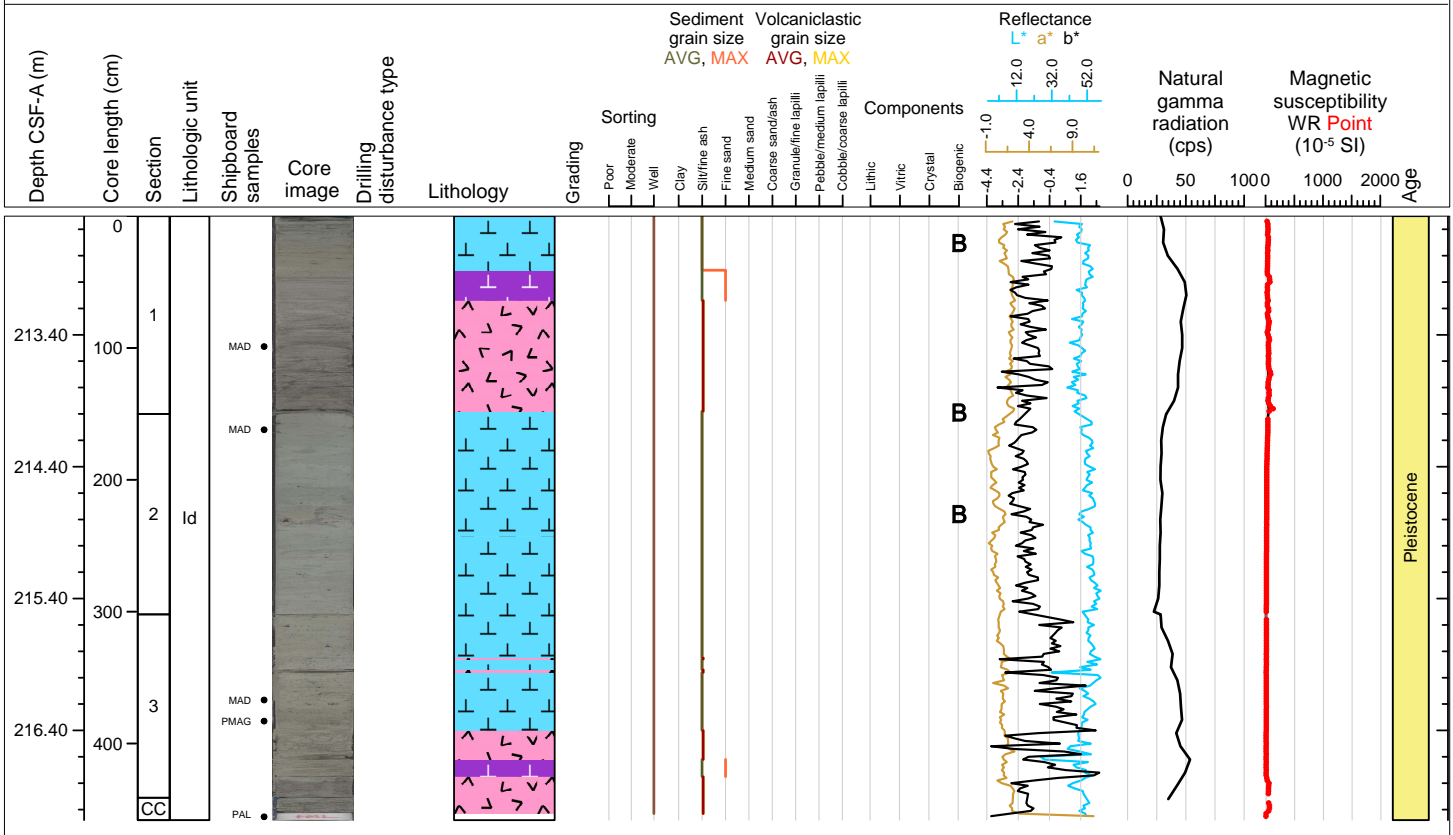 Depth CSF-A (m)
Core length (cm)
Section
Lithologic unit
Shipboard samples
Core image
Drilling disturbance type
Lithology
Grading
Sorting
Poor
Moderate
Well
Sediment grain size
AVG, MAX
Volcaniclastic grain size
AVG, MAX
Clay
Silt/fine ash
Fine sand
Medium sand
Coarse sand/ash
Granule/fine lapilli
Pebble/medium lapilli
Cobble/coarse lapilli
Components
Lithic
Vitric
Crystal
Biogenic
Reflectance
L* a* b*
12.0 32.0 52.0
-1.0 4.0 9.0
-4.4 -2.4 -0.4 1.6
Natural gamma radiation (cps)
0 50 100
Magnetic susceptibility
WR Point
(10⁻⁵ SI)
0 1000 2000
Age
0
213.40
100
214.40
200
215.40
300
216.40
400
1
2
3
CC
Id
MAD
MAD
MAD
PMAG
PAL
B
B
B
Pleistocene